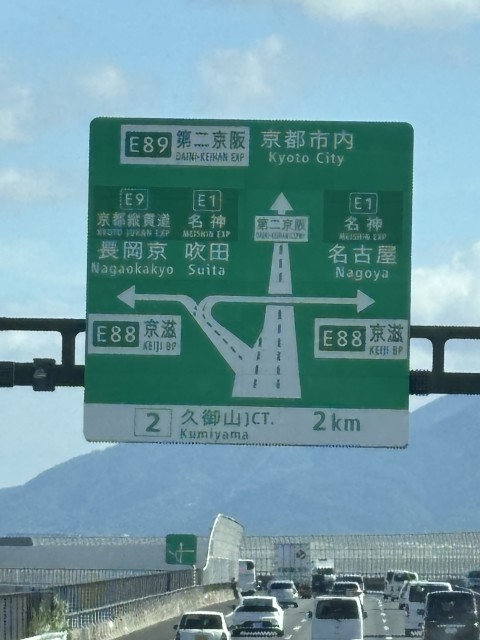 E89 第二京阪 京都市内
DAINI-KEIHAN EXP Kyoto City
E9 E1 E1
京都縦貫道 名神 第二京阪 名神
KYOTO JUKAN EXP MEISHIN EXP MEISHIN EXP
長岡京 吹田 名古屋
Nagaokakyo Suita Nagoya
E88 京滋 E88 京滋
KEIJI BP KEIJI BP
2 久御山JCT. 2km
Kumiyama